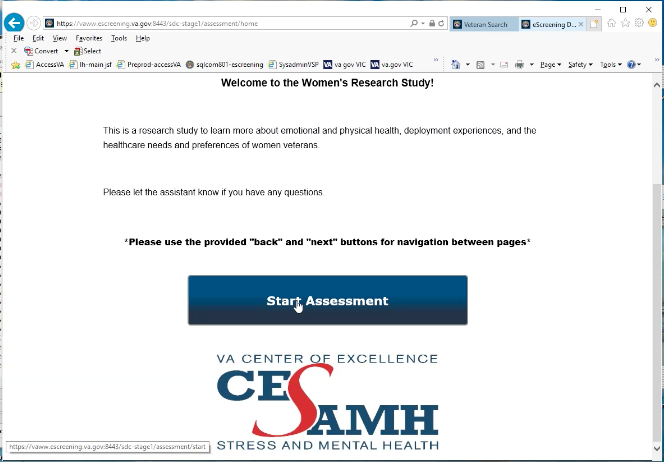 https://vaww.escreening.va.gov:8443/sdc-stage1/assessment/home
Veteran Search
eScreening D...
File Edit View Favorites Tools Help
Convert Select
AccessVA lh-main jsf Preprod-accessVA sqlcom801-escreening SysadminVSP va gov VIC va.gov VIC
Page Safety Tools
Welcome to the Women's Research Study!
This is a research study to learn more about emotional and physical health, deployment experiences, and the
healthcare needs and preferences of women veterans.
Please let the assistant know if you have any questions.
*Please use the provided "back" and "next" buttons for navigation between pages*
Start Assessment
VA CENTER OF EXCELLENCE
CESAMH
STRESS AND MENTAL HEALTH
https://vaww.escreening.va.gov:8443/sdc-stage1/assessment/start